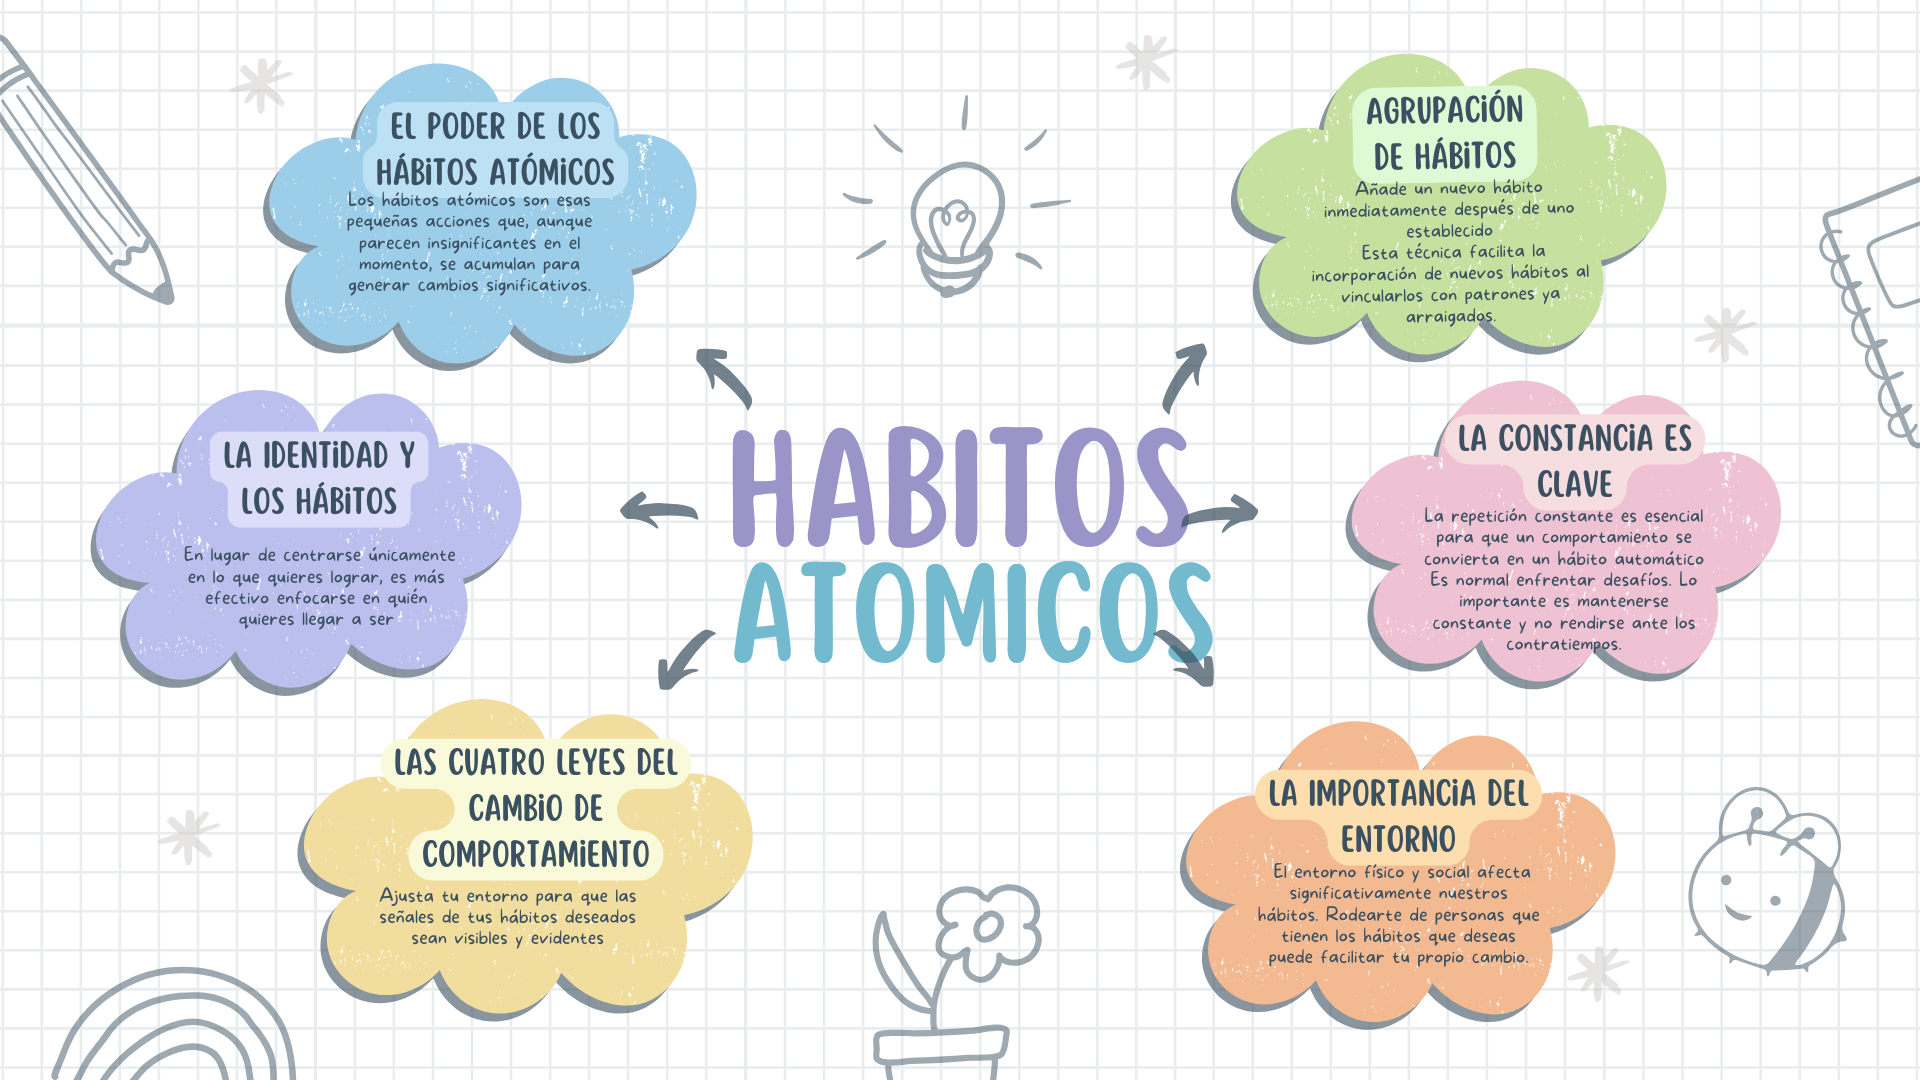 EL PODER DE LOS
HÁBITOS ATÓMICOS
Los hábitos atómicos son esas
pequeñas acciones que, aunque
parecen insignificantes en el
momento, se acumulan para
generar cambios significativos.
AGRUPACIÓN
DE HÁBITOS
Añade un nuevo hábito
inmediatamente después de uno
establecido
Esta técnica facilita la
incorporación de nuevos hábitos al
vincularlos con patrones ya
arraigados.
LA IDENTIDAD Y
LOS HÁBITOS
En lugar de centrarse únicamente
en lo que quieres lograr, es más
efectivo enfocarse en quién
quieres llegar a ser
HABITOS
ATOMICOS
LA CONSTANCIA ES
CLAVE
La repetición constante es esencial
para que un comportamiento se
convierta en un hábito automático
Es normal enfrentar desafíos. Lo
importante es mantenerse
constante y no rendirse ante los
contratiempos.
LAS CUATRO LEYES DEL
CAMBIO DE
COMPORTAMIENTO
Ajusta tu entorno para que las
señales de tus hábitos deseados
sean visibles y evidentes
LA IMPORTANCIA DEL
ENTORNO
El entorno físico y social afecta
significativamente nuestros
hábitos. Rodearte de personas que
tienen los hábitos que deseas
puede facilitar tu propio cambio.